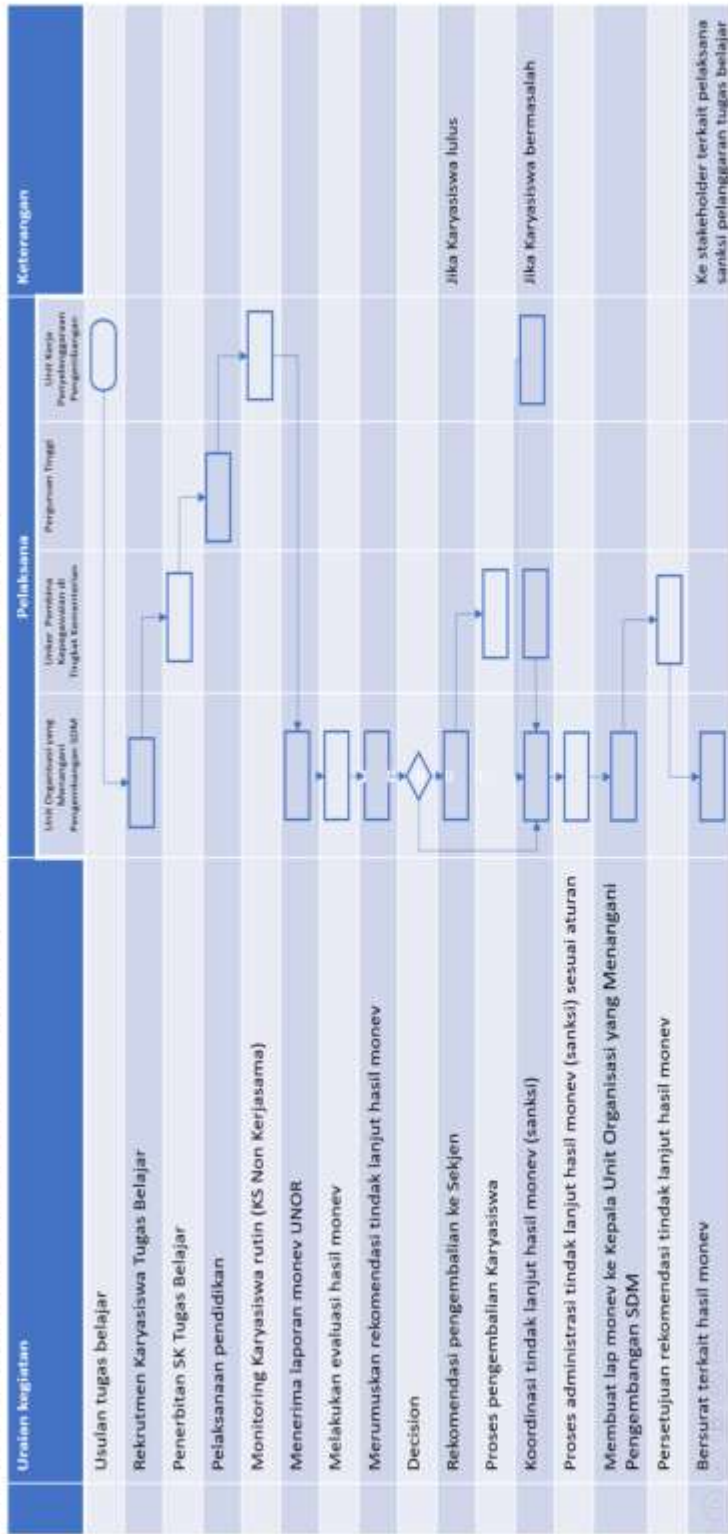 Uraian kegiatan
Pelaksana
Keterangan
Unit Organisasi yang
Menangani
Pengembangan SDM
Unker Pembina
Kepegawaian di
Tingkat Kementerian
Perguruan Tinggi
Unit Kerja
Penyelenggaraan
Pengembangan
Usulan tugas belajar
Rekrutmen Karyasiswa Tugas Belajar
Penerbitan SK Tugas Belajar
Pelaksanaan pendidikan
Monitoring Karyasiswa rutin (KS Non Kerjasama)
Menerima laporan monev UNOR
Melakukan evaluasi hasil monev
Merumuskan rekomendasi tindak lanjut hasil monev
Decision
Rekomendasi pengembalian ke Sekjen
Jika Karyasiswa lulus
Proses pengembalian Karyasiswa
Koordinasi tindak lanjut hasil monev (sanksi)
Jika Karyasiswa bermasalah
Proses administrasi tindak lanjut hasil monev (sanksi) sesuai aturan
Membuat lap monev ke Kepala Unit Organisasi yang Menangani
Pengembangan SDM
Persetujuan rekomendasi tindak lanjut hasil monev
Bersurat terkait hasil monev
Ke stakeholder terkait pelaksana
sanksi pelanggaran tugas belajar